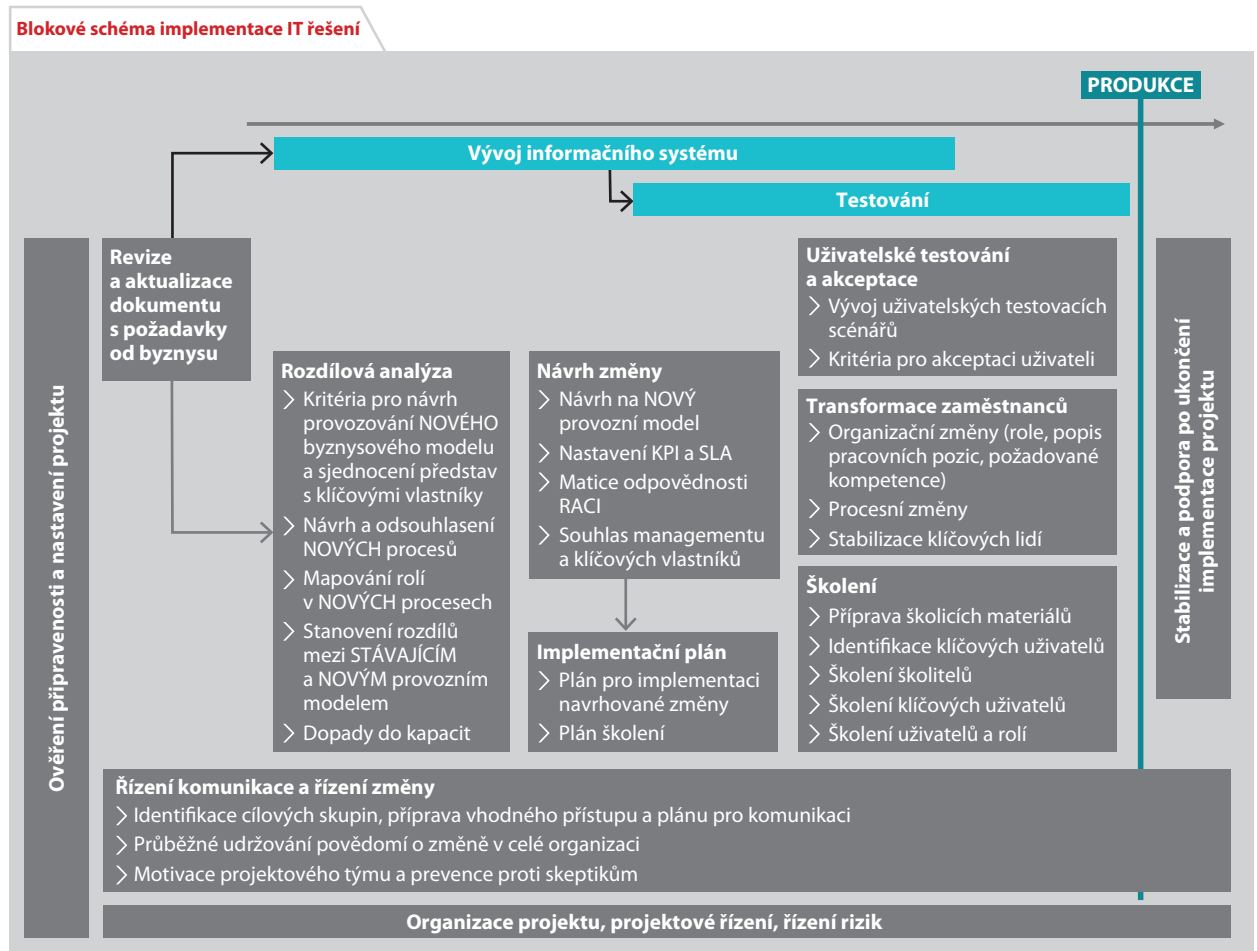 Blokové schéma implementace IT řešení
PRODUKCE
Vývoj informačního systému
Testování
Ověření připravenosti a nastavení projektu
Revize
a aktualizace
dokumentu
s požadavky
od byznysu
Rozdílová analýza
Kritéria pro návrh
provozování NOVÉHO
byznysového modelu
a sjednocení představ
s klíčovými vlastníky
Návrh a odsouhlasení
NOVÝCH procesů
Mapování rolí
v NOVÝCH procesech
Stanovení rozdílů
mezi STÁVAJÍCÍM
a NOVÝM provozním
modelem
Dopady do kapacit
Návrh změny
Návrh na NOVÝ
provozní model
Nastavení KPI a SLA
Matice odpovědnosti
RACI
Souhlas managementu
a klíčových vlastníků
Implementační plán
Plán pro implementaci
navrhované změny
Plán školení
Uživatelské testování
a akceptace
Vývoj uživatelských testovacích
scénářů
Kritéria pro akceptaci uživateli
Transformace zaměstnanců
Organizační změny (role, popis
pracovních pozic, požadované
kompetence)
Procesní změny
Stabilizace klíčových lidí
Školení
Příprava školicích materiálů
Identifikace klíčových uživatelů
Školení školitelů
Školení klíčových uživatelů
Školení uživatelů a rolí
Stabilizace a podpora po ukončení
implementace projektu
Řízení komunikace a řízení změny
Identifikace cílových skupin, příprava vhodného přístupu a plánu pro komunikaci
Průběžné udržování povědomí o změně v celé organizaci
Motivace projektového týmu a prevence proti skeptikům
Organizace projektu, projektové řízení, řízení rizik